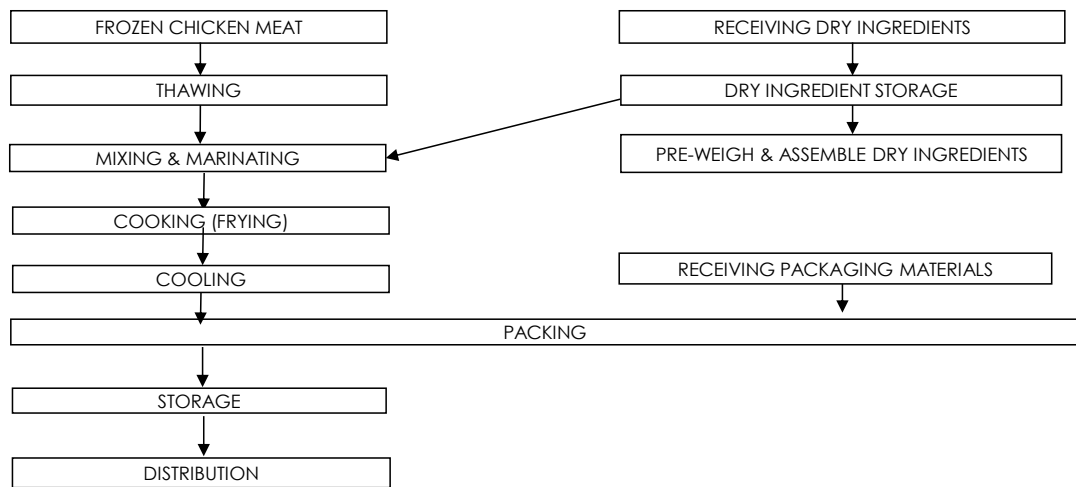 FROZEN CHICKEN MEAT
RECEIVING DRY INGREDIENTS
THAWING
DRY INGREDIENT STORAGE
MIXING & MARINATING
PRE-WEIGH & ASSEMBLE DRY INGREDIENTS
COOKING (FRYING)
COOLING
RECEIVING PACKAGING MATERIALS
PACKING
STORAGE
DISTRIBUTION